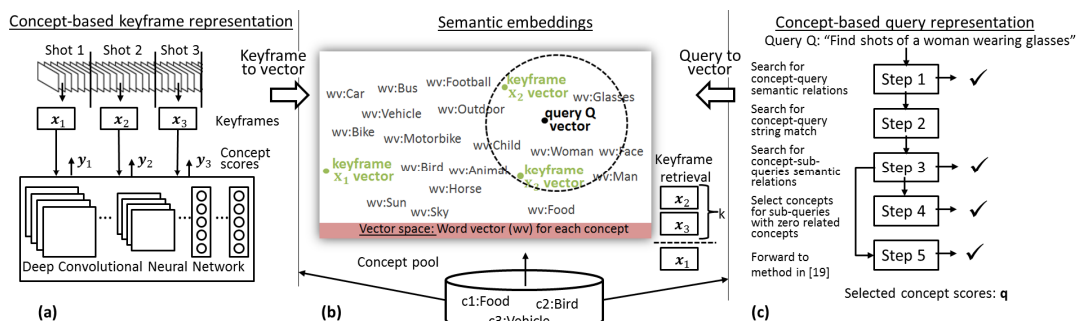 Concept-based keyframe representation
Shot 1 Shot 2 Shot 3
x1 x2 x3
Keyframes
y1 y2 y3
Concept
scores
Deep Convolutional Neural Network
(a)
Keyframe
to vector
Semantic embeddings
wv:Car
wv:Bus
wv:Football
keyframe
x2 vector
wv:Glasses
wv:Vehicle
wv:Outdoor
query Q
vector
wv:Bike
wv:Motorbike
wv:Child
wv:Woman
wv:Face
keyframe
x1 vector
wv:Bird
wv:Animal
keyframe
vector
wv:Man
wv:Horse
wv:Sun
wv:Sky
wv:Food
Vector space: Word vector (wv) for each concept
Concept pool
c1:Food
c2:Bird
c3:Vehicle
(b)
Query to
vector
Keyframe
retrieval
x2
x3
k
x1
Concept-based query representation
Query Q: “Find shots of a woman wearing glasses”
Search for
concept-query
semantic relations
Step 1 ✓
Search for
concept-query
string match
Step 2
Search for
concept-sub-
queries semantic
relations
Step 3 ✓
Select concepts
for sub-queries
with zero related
concepts
Step 4 ✓
Forward to
method in [19]
Step 5 ✓
Selected concept scores: q
(c)